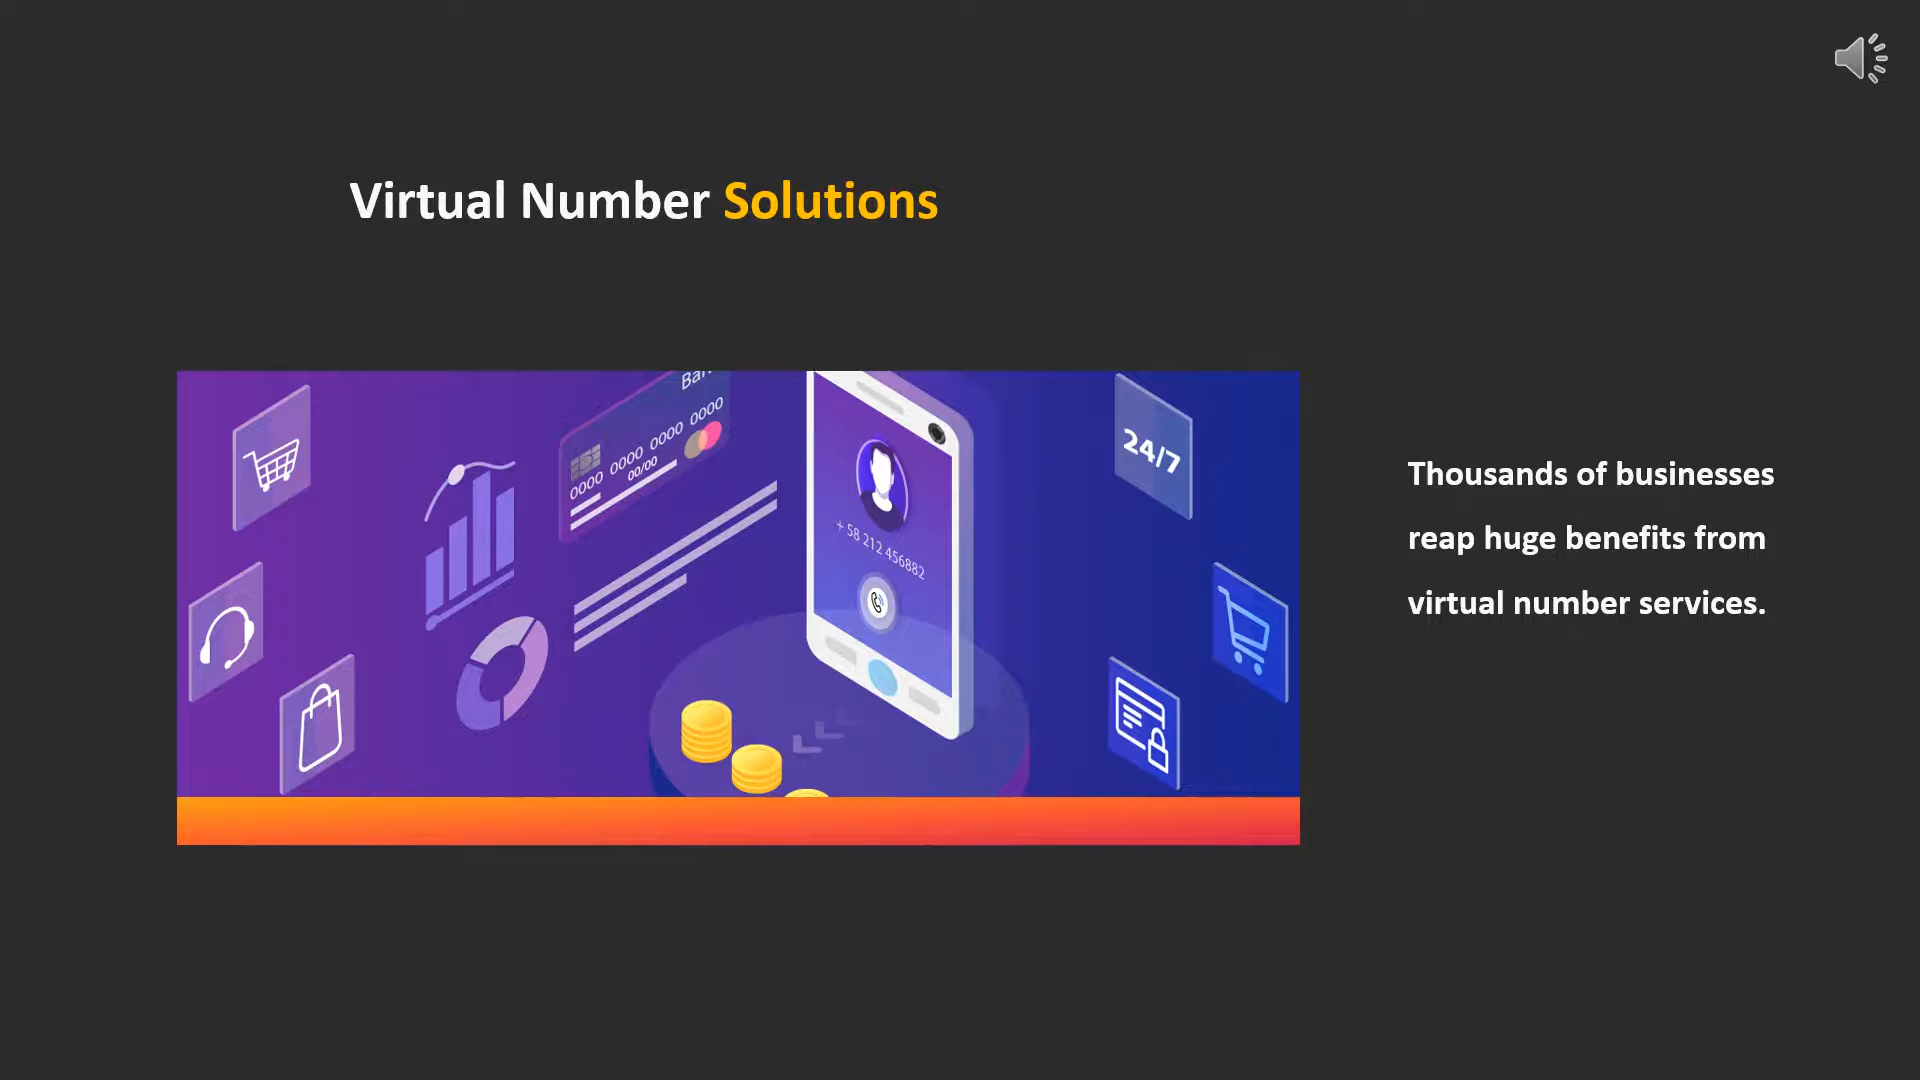 Virtual Number Solutions
Ban
0000 0000 0000 0000
00/00
+ 58 212 456882
24/7
Thousands of businesses
reap huge benefits from
virtual number services.